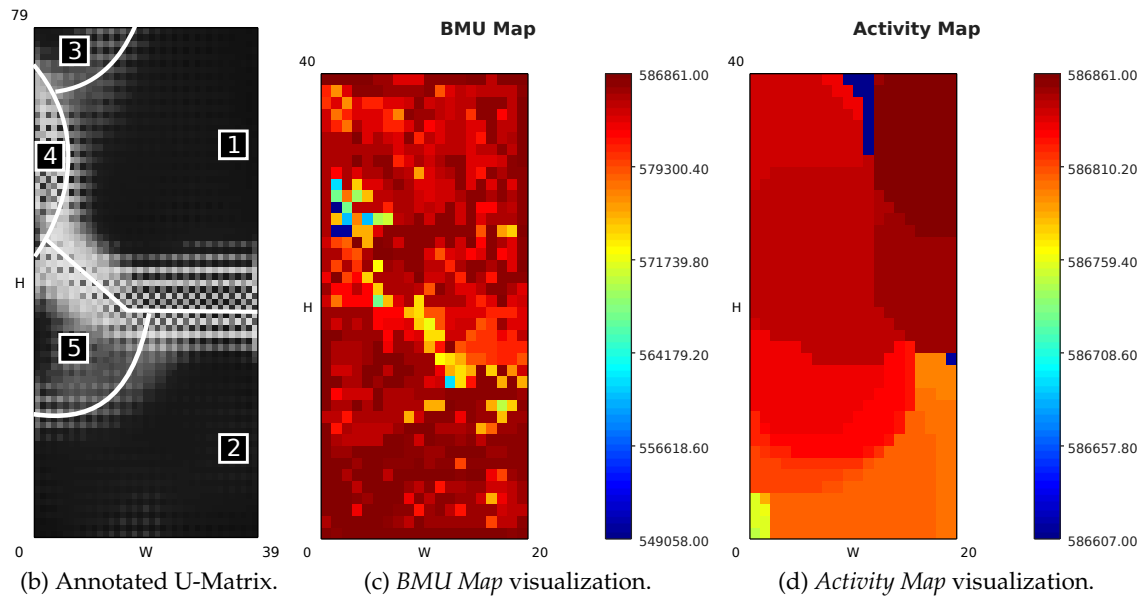 79
3
4
1
H
5
2
0
W
39
(b) Annotated U-Matrix.
BMU Map
40
H
0
W
20
586861.00
579300.40
571739.80
564179.20
556618.60
549058.00
(c) BMU Map visualization.
Activity Map
40
H
0
W
20
586861.00
586810.20
586759.40
586708.60
586657.80
586607.00
(d) Activity Map visualization.